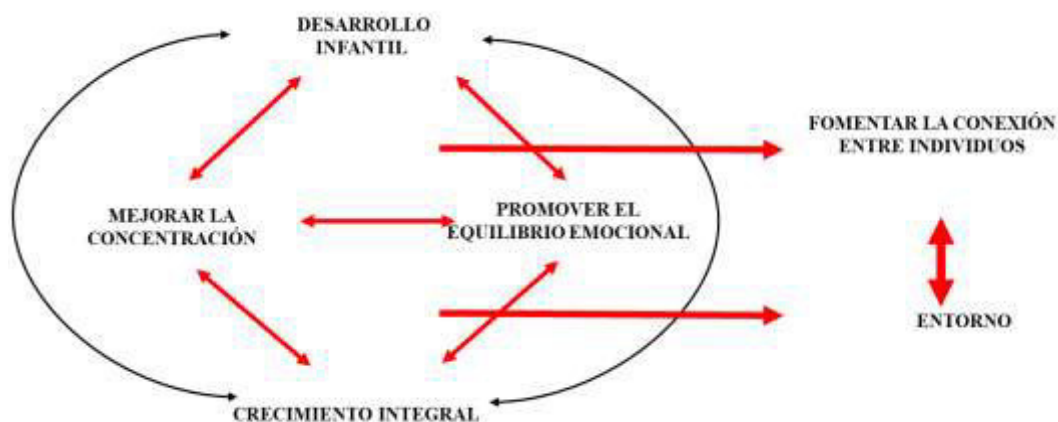 DESARROLLO
INFANTIL
FOMENTAR LA CONEXIÓN
ENTRE INDIVIDUOS
MEJORAR LA
CONCENTRACIÓN
PROMOVER EL
EQUILIBRIO EMOCIONAL
ENTORNO
CRECIMIENTO INTEGRAL